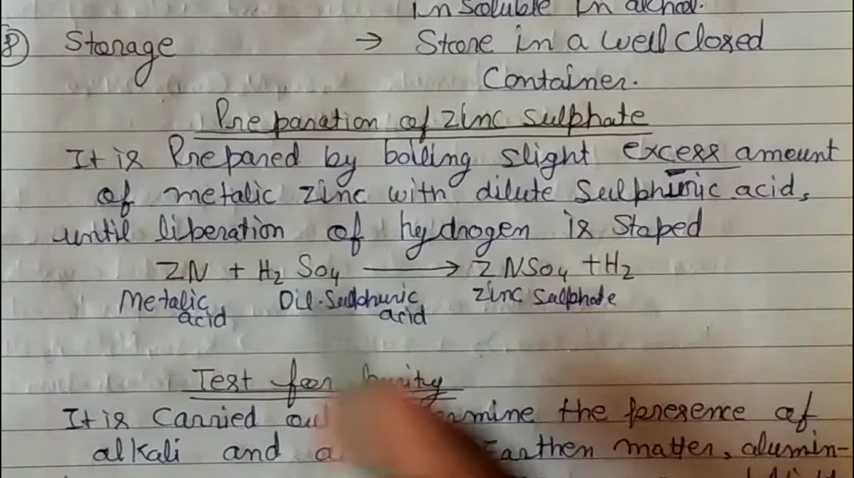 Insoluble in alchol.
8) Storage → Store in a well closed
Container.
Preparation of zinc sulphate
It is Prepared by boiling slight excess amount
of metalic zinc with dilute Sulphuric acid,
until liberation of hydrogen is Staped
ZN + H2 SO4 → ZNSO4 + H2
Metalic acid Dil. Sulphuric acid Zinc Sulphate
Test for Purity
It is Carried the feresence of
alkali and Earthen matter, alumin-